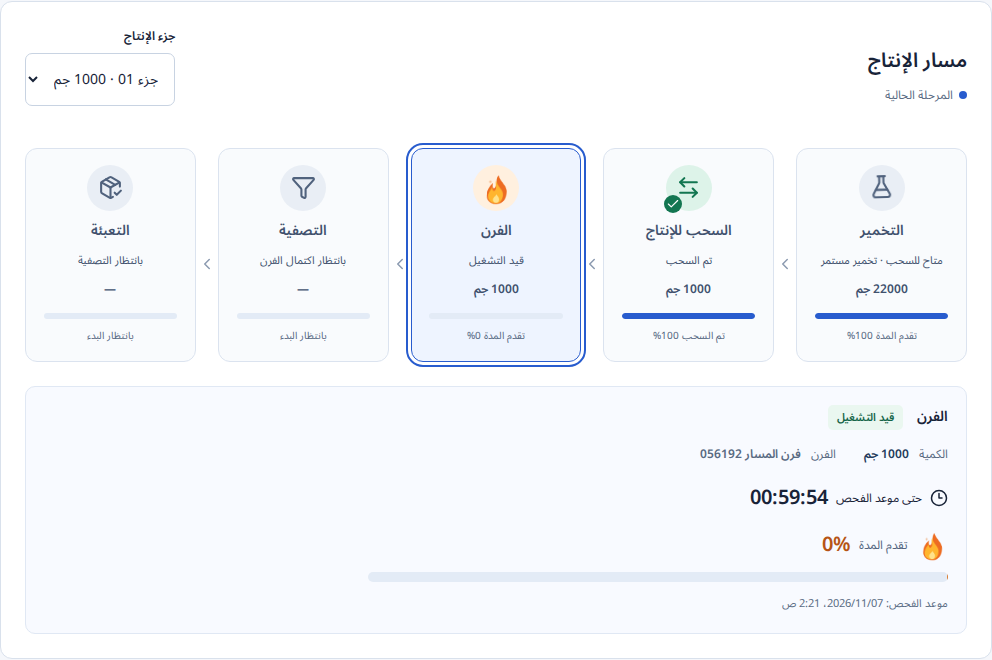 جزء الإنتاج
جزء 01 · 1000 جم
مسار الإنتاج
المرحلة الحالية
التخمير
متاح للسحب · تخمير مستمر
22000 جم
تقدم المدة 100%
السحب للإنتاج
تم السحب
1000 جم
تم السحب 100%
الفرن
قيد التشغيل
1000 جم
تقدم المدة 0%
التصفية
بانتظار اكتمال الفرن
—
بانتظار البدء
التعبئة
بانتظار التصفية
—
بانتظار البدء
الفرن قيد التشغيل
الكمية 1000 جم الفرن فرن المسار 056192
حتى موعد الفحص 00:59:54
تقدم المدة 0%
موعد الفحص: 2026/11/07، 2:21 ص